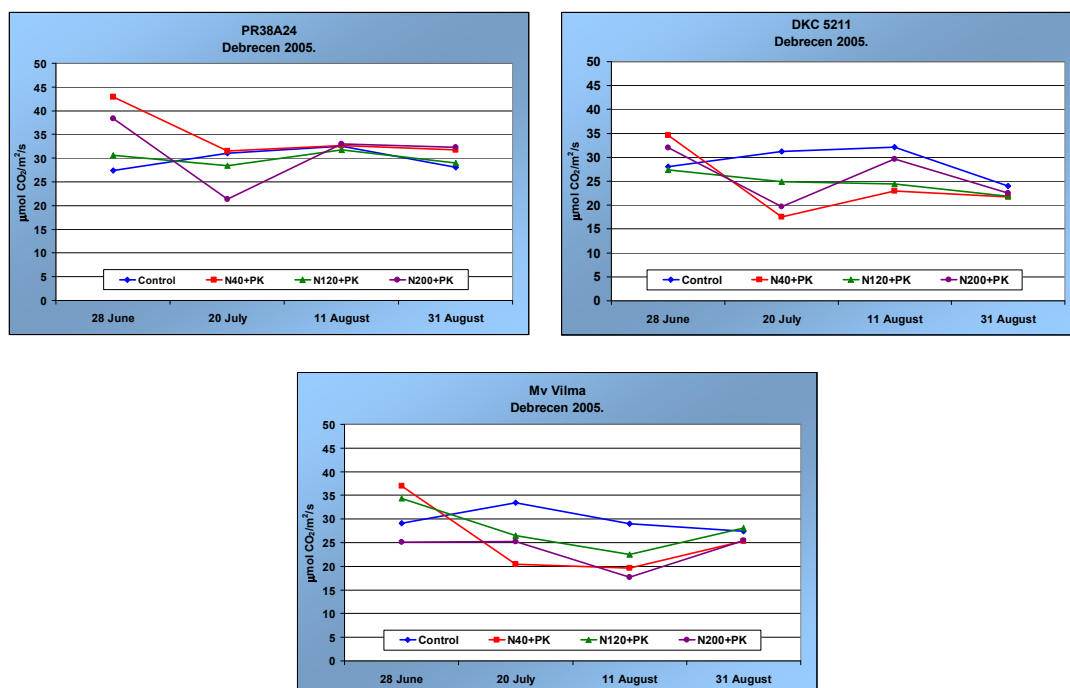 PR38A24
Debrecen 2005.
50
45
40
35
30
25
20
15
10
5
0
µmol CO₂/m²/s
Control N40+PK N120+PK N200+PK
28 June 20 July 11 August 31 August
DKC 5211
Debrecen 2005.
50
45
40
35
30
25
20
15
10
5
0
µmol CO₂/m²/s
Control N40+PK N120+PK N200+PK
28 June 20 July 11 August 31 August
Mv Vilma
Debrecen 2005.
50
45
40
35
30
25
20
15
10
5
0
µmol CO₂/m²/s
Control N40+PK N120+PK N200+PK
28 June 20 July 11 August 31 August